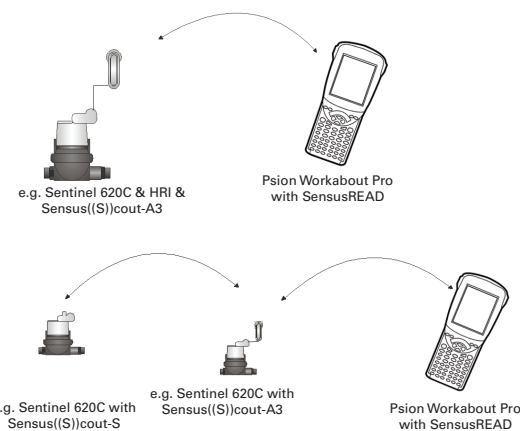 e.g. Sentinel 620C & HRI &
Sensus((S))cout-A3
Psion Workabout Pro
with SensusREAD
.g. Sentinel 620C with
Sensus((S))cout-S
e.g. Sentinel 620C with
Sensus((S))cout-A3
Psion Workabout Pro
with SensusREAD